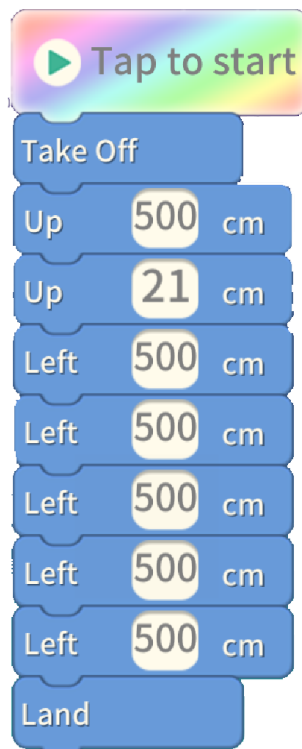 Tap to start
Take Off
Up 500 cm
Up 21 cm
Left 500 cm
Left 500 cm
Left 500 cm
Left 500 cm
Left 500 cm
Land